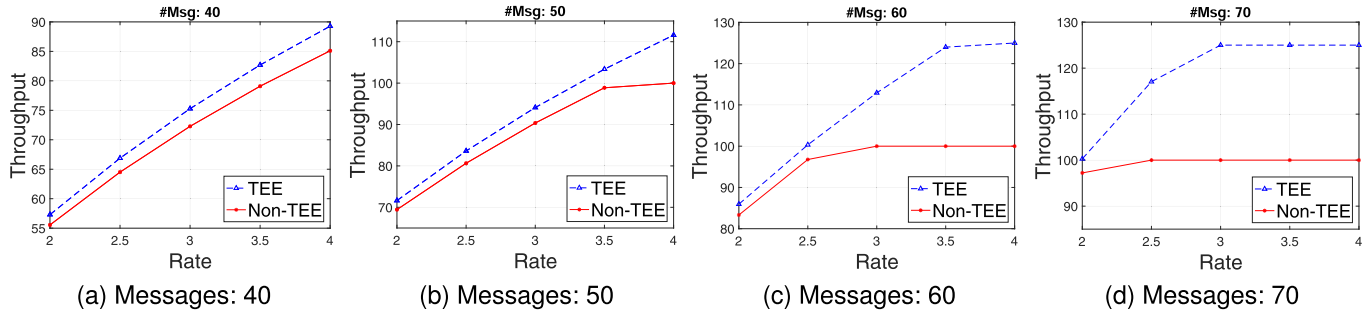 #Msg: 40
90
85
80
75
70
65
60
55
Throughput
2
2.5
3
3.5
4
Rate
TEE
Non-TEE
(a) Messages: 40
#Msg: 50
110
100
90
80
70
Throughput
2
2.5
3
3.5
4
Rate
TEE
Non-TEE
(b) Messages: 50
#Msg: 60
130
120
110
100
90
80
Throughput
2
2.5
3
3.5
4
Rate
TEE
Non-TEE
(c) Messages: 60
#Msg: 70
130
120
110
100
90
Throughput
2
2.5
3
3.5
4
Rate
TEE
Non-TEE
(d) Messages: 70